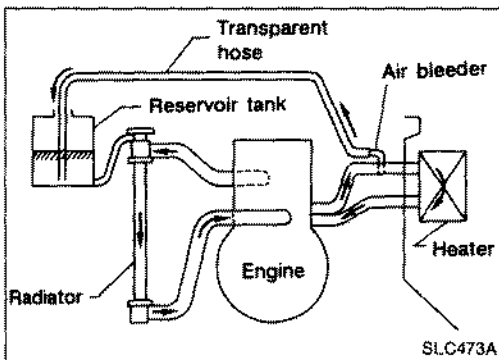 Transparent
hose
Air bleeder
Reservoir tank
Engine
Heater
Radiator
SLC473A